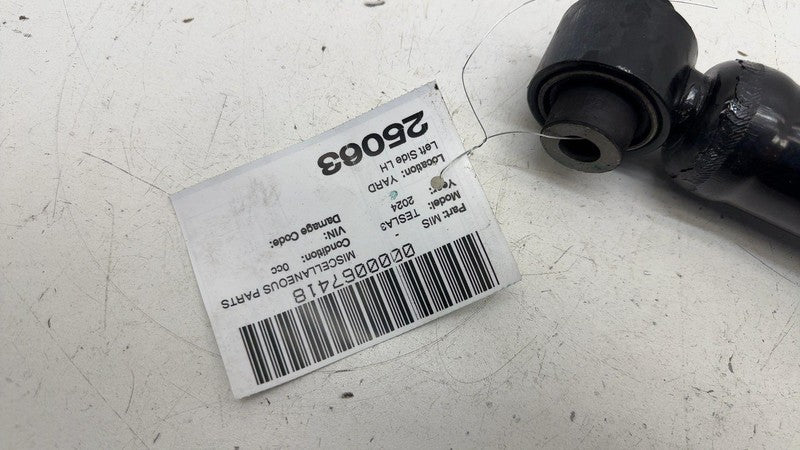 0000067418
Part: MIS MISCELLANEOUS PARTS
Model: TESLA3 Condition: 0cc
Year: 2024 VIN:
Location: YARD Damage Code:
Left Side LH
25063